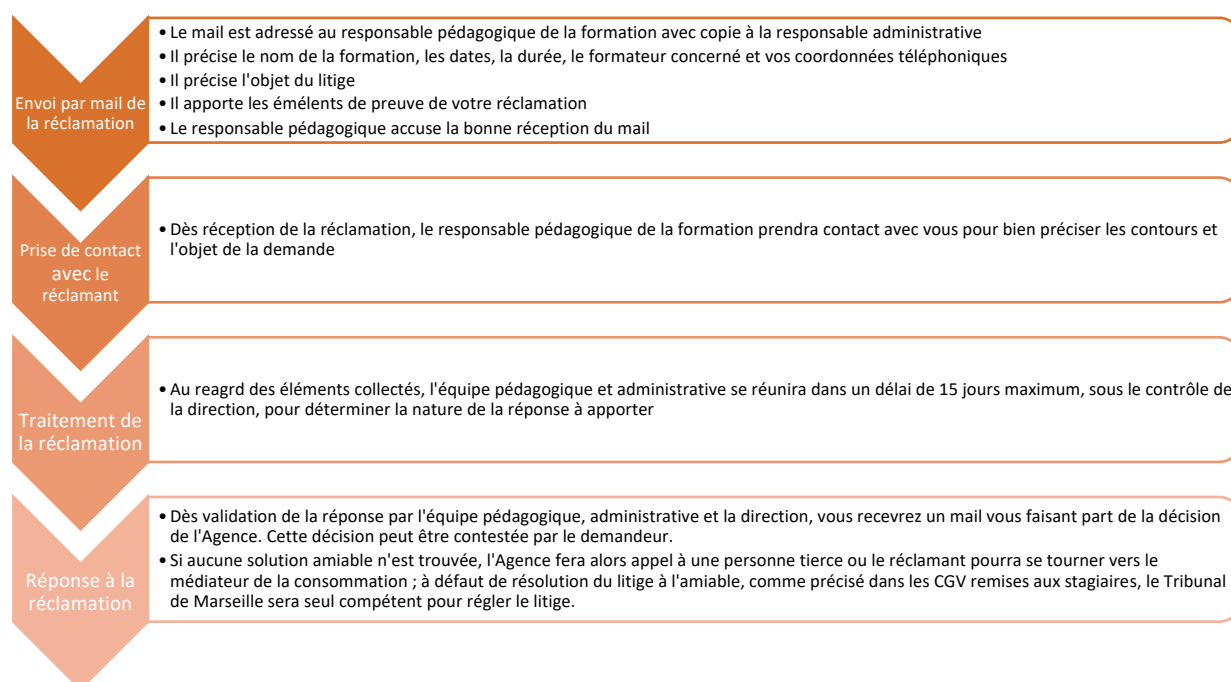 Envoi par mail de
la réclamation
• Le mail est adressé au responsable pédagogique de la formation avec copie à la responsable administrative
• Il précise le nom de la formation, les dates, la durée, le formateur concerné et vos coordonnées téléphoniques
• Il précise l'objet du litige
• Il apporte les émélents de preuve de votre réclamation
• Le responsable pédagogique accuse la bonne réception du mail
Prise de contact
avec le
réclamant
• Dès réception de la réclamation, le responsable pédagogique de la formation prendra contact avec vous pour bien préciser les contours et
l'objet de la demande
Traitement de
la réclamation
• Au reagrd des éléments collectés, l'équipe pédagogique et administrative se réunira dans un délai de 15 jours maximum, sous le contrôle de
la direction, pour déterminer la nature de la réponse à apporter
Réponse à la
réclamation
• Dès validation de la réponse par l'équipe pédagogique, administrative et la direction, vous recevrez un mail vous faisant part de la décision
de l'Agence. Cette décision peut être contestée par le demandeur.
• Si aucune solution amiable n'est trouvée, l'Agence fera alors appel à une personne tierce ou le réclamant pourra se tourner vers le
médiateur de la consommation ; à défaut de résolution du litige à l'amiable, comme précisé dans les CGV remises aux stagiaires, le Tribunal
de Marseille sera seul compétent pour régler le litige.